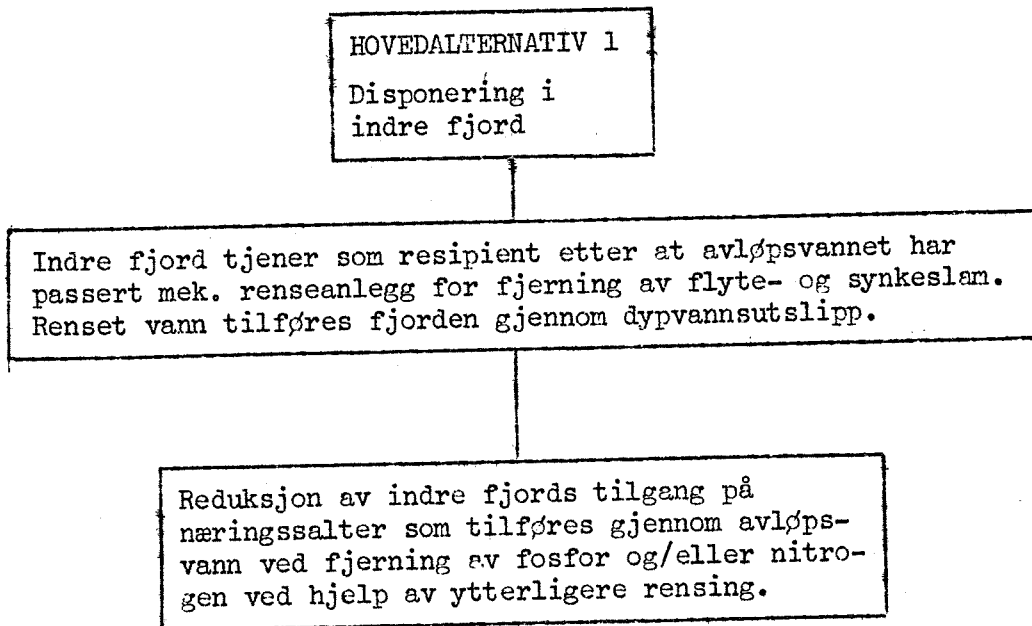 HOVEDALTERNATIV 1
Disponering i
indre fjord
Indre fjord tjener som resipient etter at avløpsvannet har
passert mek. renseanlegg for fjerning av flyte- og synkeslam.
Renset vann tilføres fjorden gjennom dypvannsutslipp.
Reduksjon av indre fjords tilgang på
næringssalter som tilføres gjennom avløps-
vann ved fjerning av fosfor og/eller nitro-
gen ved hjelp av ytterligere rensing.